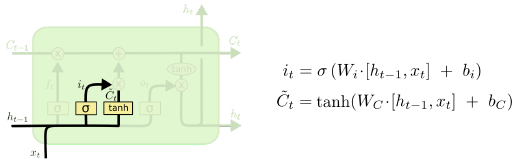 h_t
C_{t-1}
C_t
tanh
f_t
i_t
o_t
C̃_t
σ
σ
tanh
σ
h_{t-1}
h_t
x_t
i_t = σ (W_i·[h_{t-1}, x_t] + b_i)
C̃_t = tanh(W_C·[h_{t-1}, x_t] + b_C)